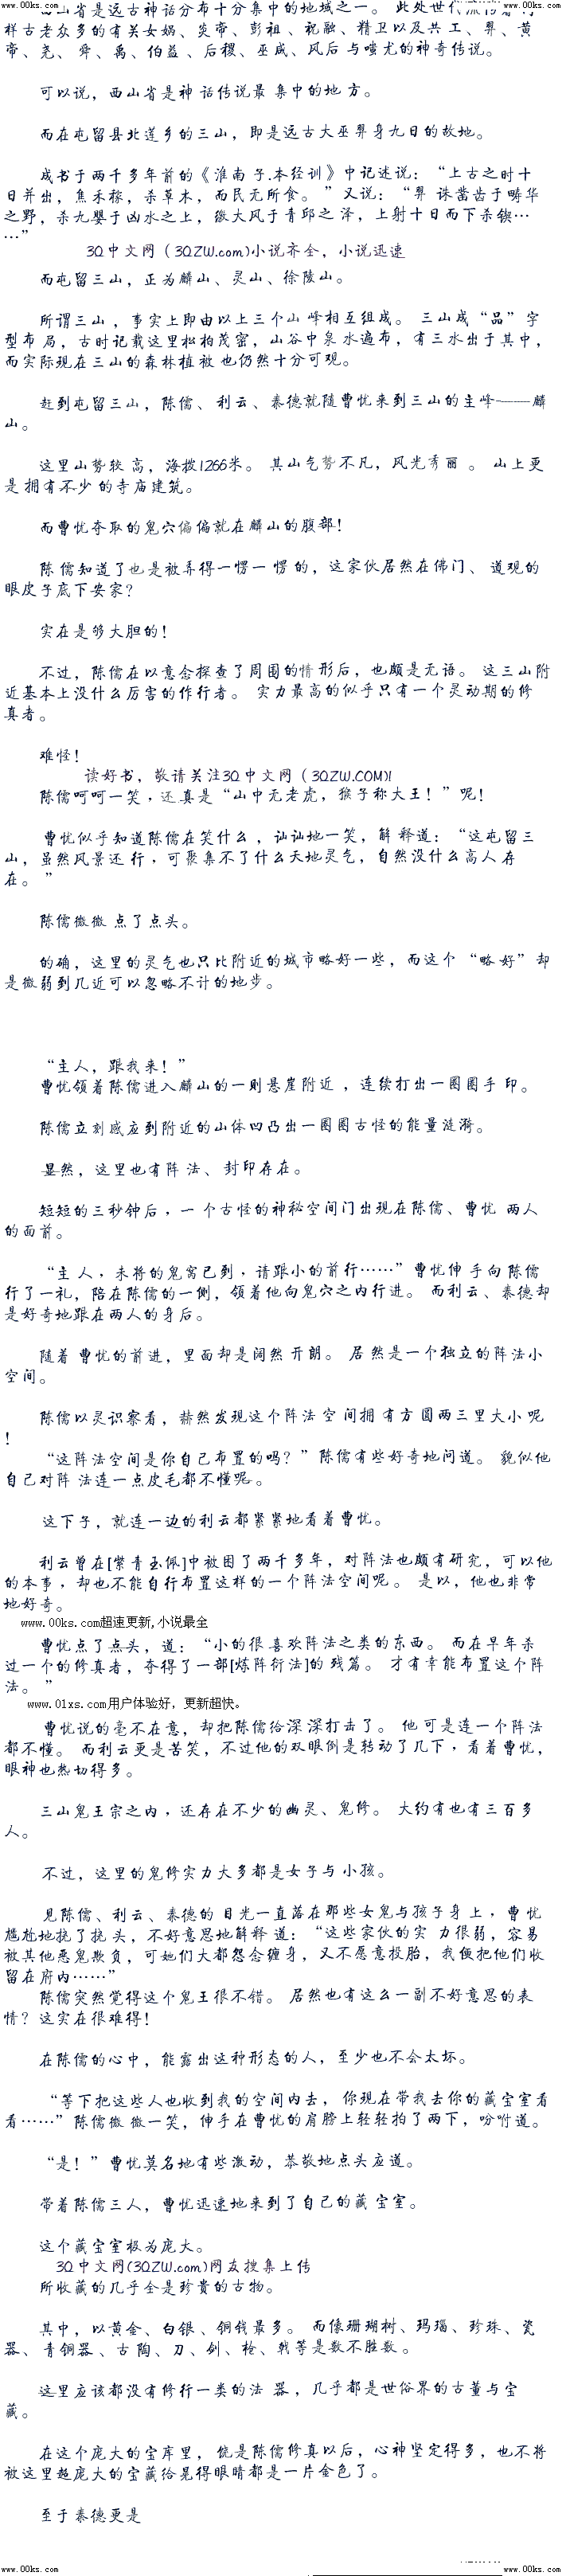 www.00ks.com www.00ks.com
西山省是远古神话分布十分集中的地域之一。 此处世代流传着
样古老众多的有关女娲、炎帝、彭祖、祝融、精卫以及共工、羿、黄
帝、尧、舜、禹、伯益、后稷、巫咸、风后与嗤尤的神奇传说。
可以说，西山省是神话传说最集中的地方。
而在屯留县北莲乡的三山，即是远古大巫羿身九日的故地。
成书于两千多年前的《淮南子.本经训》中记述说：“上古之时十
日并出，焦禾稼，杀草木，而民无所食。 ”又说：“羿诛凿齿于畴华
之野，杀九婴于凶水之上，缴大风于青邱之泽，上射十日而下杀猰…
…”
3Q中文网（3QZW.com)小说齐全，小说迅速
而屯留三山，正为麟山、灵山、徐陵山。
所谓三山，事实上即由以上三个山峰相互组成。 三山成“品”字
型布局，古时记载这里松柏茂密，山谷中泉水遍布，有三水出于其中，
而实际现在三山的森林植被也仍然十分可观。
赶到屯留三山，陈儒、利云、泰德就随曹忧来到三山的主峰——麟
山。
这里山势较高，海拨1266米。 其山气势不凡，风光秀丽。 山上更
是拥有不少的寺庙建筑。
而曹忧夺取的鬼穴偏偏就在麟山的腹部！
陈儒知道了也是被弄得一愣一愣的，这家伙居然在佛门、道观的
眼皮子底下安家？
实在是够大胆的！
不过，陈儒在以意念探查了周围的情形后，也颇是无语。 这三山附
近基本上没什么厉害的作行者。 实力最高的似乎只有一个灵动期的修
真者。
难怪！
读好书，敬请关注3Q中文网（3QZW.COM)l
陈儒呵呵一笑，还真是“山中无老虎，猴子称大王！”呢！
曹忧似乎知道陈儒在笑什么，讪讪地一笑，解释道：“这屯留三
山，虽然风景还行，可聚集不了什么天地灵气，自然没什么高人存
在。 ”
陈儒微微点了点头。
的确，这里的灵气也只比附近的城市略好一些，而这个“略好”却
是微弱到几近可以忽略不计的地步。
“主人，跟我来！”
曹忧领着陈儒进入麟山的一则悬崖附近，连续打出一圈圈手印。
陈儒立刻感应到附近的山体凹凸出一圈圈古怪的能量涟漪。
显然，这里也有阵法、封印存在。
短短的三秒钟后，一个古怪的神秘空间门出现在陈儒、曹忧两人
的面前。
“主人，末将的鬼窝已到，请跟小的前行……”曹忧伸手向陈儒
行了一礼，陪在陈儒的一侧，领着他向鬼穴之内行进。 而利云、泰德却
是好奇地跟在两人的身后。
随着曹忧的前进，里面却是阔然开朗。 居然是一个独立的阵法小
空间。
陈儒以灵识察看，赫然发现这个阵法空间拥有方圆两三里大小呢
！
“这阵法空间是你自己布置的吗？”陈儒有些好奇地问道。 貌似他
自己对阵法连一点皮毛都不懂呢。
这下子，就连一边的利云都紧紧地看着曹忧。
利云曾在[紫青玉佩]中被困了两千多年，对阵法也颇有研究，可以他
的本事，却也不能自行布置这样的一个阵法空间呢。 是以，他也非常
地好奇。
www.00ks.com超速更新,小说最全
曹忧点了点头，道：“小的很喜欢阵法之类的东西。 而在早年杀
过一个的修真者，夺得了一部[炼阵衍法]的残篇。 才有幸能布置这个阵
法。 ”
www.01xs.com用户体验好，更新超快。
曹忧说的毫不在意，却把陈儒给深深打击了。 他可是连一个阵法
都不懂。 而利云更是苦笑，不过他的双眼倒是转动了几下，看着曹忧，
眼神也热切得多。
三山鬼王宗之内，还存在不少的幽灵、鬼修。 大约有也有三百多
人。
不过，这里的鬼修实力大多都是女子与小孩。
见陈儒、利云、泰德的目光一直落在那些女鬼与孩子身上，曹忧
尴尬地挠了挠头，不好意思地解释道：“这些家伙的实力很弱，容易
被其他恶鬼欺负，可她们大都怨念缠身，又不愿意投胎，我便把他们收
留在府内……”
陈儒突然觉得这个鬼王很不错。 居然也有这么一副不好意思的表
情？这实在很难得！
在陈儒的心中，能露出这种形态的人，至少也不会太坏。
“等下把这些人也收到我的空间内去，你现在带我去你的藏宝室看
看……”陈儒微微一笑，伸手在曹忧的肩膀上轻轻拍了两下，吩咐道。
“是！”曹忧莫名地有些激动，恭敬地点头应道。
带着陈儒三人，曹忧迅速地来到了自己的藏宝室。
这个藏宝室极为庞大。
3Q中文网(3QZW.com)网友搜集上传
所收藏的几乎全是珍贵的古物。
其中，以黄金、白银、铜钱最多。 而像珊瑚树、玛瑙、珍珠、瓷
器、青铜器、古陶、刀、剑、枪、戟等是数不胜数。
这里应该都没有修行一类的法器，几乎都是世俗界的古董与宝
藏。
在这个庞大的宝库里，饶是陈儒修真以后，心神坚定得多，也不将
被这里超庞大的宝藏给晃得眼睛都是一片金色了。
至于泰德更是
www.00ks.com www.00ks.com